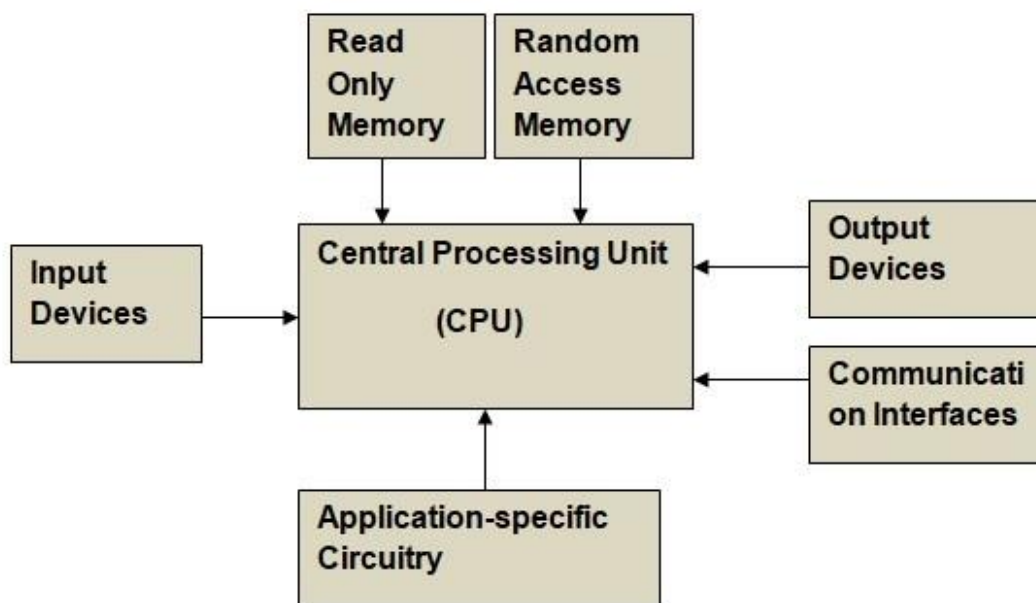 Read
Only
Memory
Random
Access
Memory
Central Processing Unit
(CPU)
Input
Devices
Output
Devices
Communicati
on Interfaces
Application-specific
Circuitry